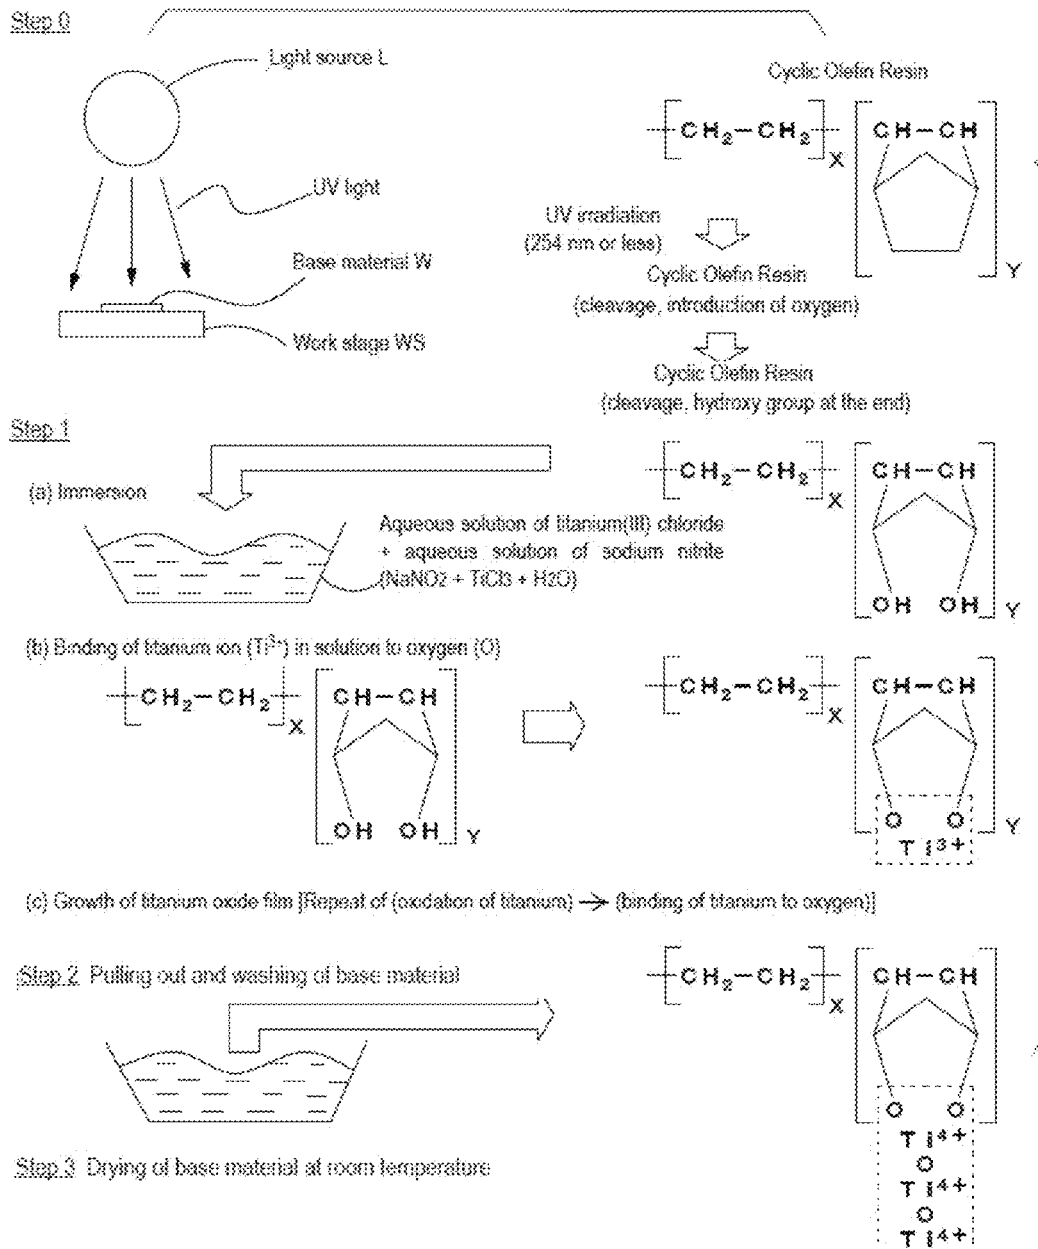 Step 0
Light source L
UV light
Base material W
Work stage WS
Cyclic Olefin Resin
CH2-CH2
X
CH-CH
Y
UV irradiation
(254 nm or less)
Cyclic Olefin Resin
(cleavage, introduction of oxygen)
Cyclic Olefin Resin
(cleavage, hydroxy group at the end)
Step 1
(a) Immersion
Aqueous solution of titanium(III) chloride
+ aqueous solution of sodium nitrite
(NaNO2 + TiCl3 + H2O)
CH2-CH2
X
CH-CH
OH OH
Y
(b) Binding of titanium ion (Ti3+) in solution to oxygen (O)
CH2-CH2
X
CH-CH
OH OH
Y
CH2-CH2
X
CH-CH
O O
Ti3+
Y
(c) Growth of titanium oxide film [Repeat of (oxidation of titanium) → (binding of titanium to oxygen)]
Step 2 Pulling out and washing of base material
CH2-CH2
X
CH-CH
O O
Ti4+
O
Ti4+
O
Ti4+
Step 3 Drying of base material at room temperature